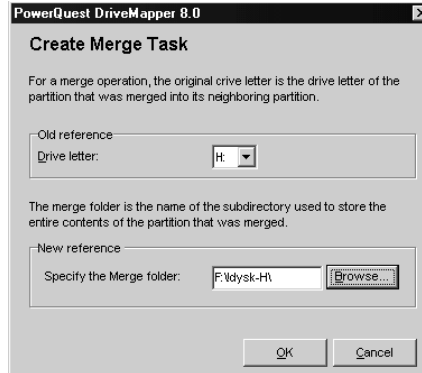 PowerQuest DriveMapper 8.0
Create Merge Task
For a merge operation, the original crive letter is the drive letter of the
partition that was merged into its neighboring partition.
Old reference
Drive letter:
H:
The merge folder is the name of the subdirectory used to store the
entire contents of the partition that was merged.
New reference
Specify the Merge folder:
F:\ldysk-H\
Browse...
OK
Cancel